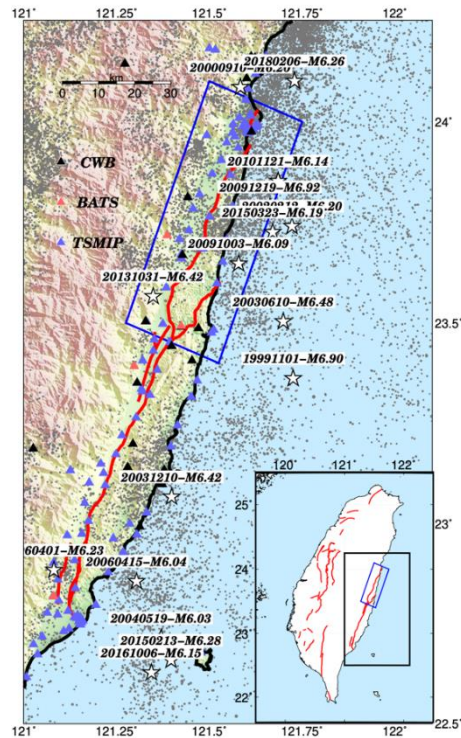 121˚ 121.25 121.5 121.75 122˚
20180206-M6.26
km
0 10 20 30
24˚
20101121-M6.14
CWB
20091219-M6.92
BATS
20150323-M6.19
TSMIP
20091003-M6.09
20131031-M6.42
20030610-M6.48
23.5˚
19991101-M6.90
20031210-M6.42
120˚ 121˚ 122˚
25˚
60401-M6.23
20060415-M6.04
24˚
20040519-M6.03
23˚
20150213-M6.28
20161006-M6.15
22˚
22.5˚
121˚ 121.25 121.5 121.75 122˚